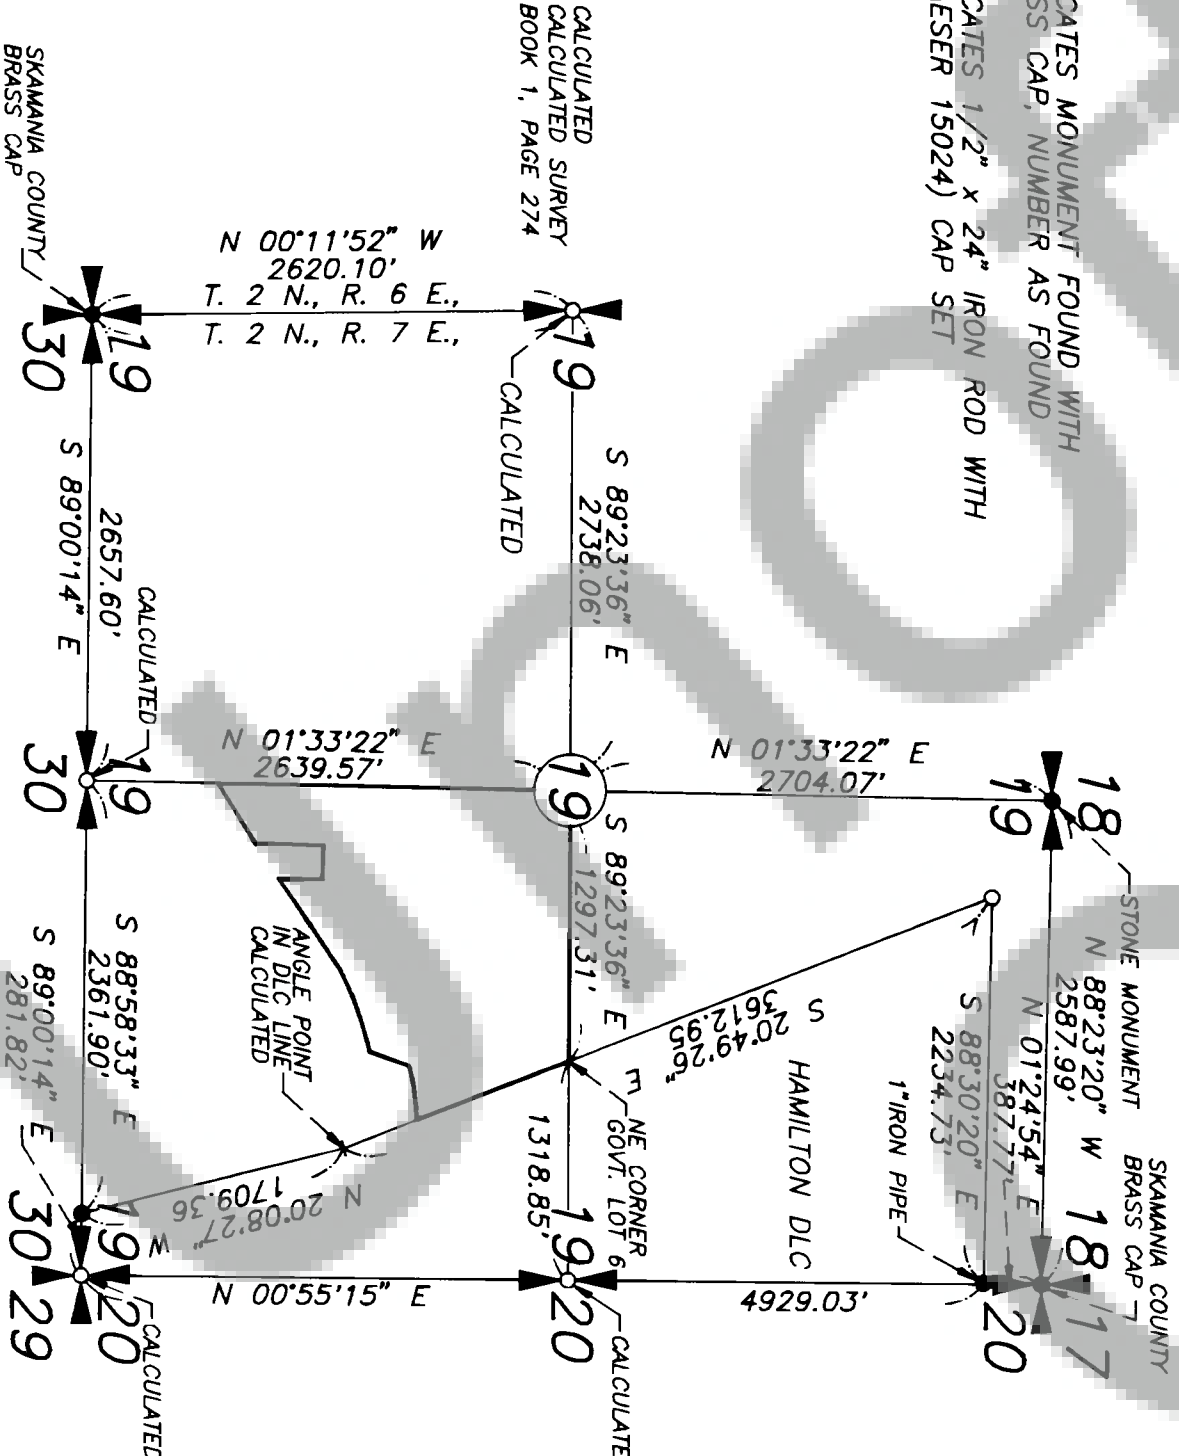 CATES MONUMENT FOUND WITH
SS CAP, NUMBER AS FOUND
CATES 1/2" x 24" IRON ROD WITH
ESER 15024) CAP SET
CALCULATED
CALCULATED SURVEY
BOOK 1, PAGE 274
SKAMANIA COUNTY
BRASS CAP
N 00°11'52" W
2620.10'
T. 2 N., R. 6 E.,
T. 2 N., R. 7 E.,
19
30
19
CALCULATED
S 89°23'36" E
2738.06'
2657.60'
S 89°00'14" E
CALCULATED
19
30
N 01°33'22" E
2639.57'
19
N 01°33'22" E
2704.07'
18
19
STONE MONUMENT
N 88°23'20" W
2587.99'
N 01°24'54" E
387.77'
S 88°30'20" E
2234.73'
S 89°23'36" E
1297.31'
S 20°49'26" E
3612.95
HAMILTON DLC
1" IRON PIPE
SKAMANIA COUNTY
BRASS CAP
18
17
20
4929.03'
NE CORNER
GOVT. LOT 6
1318.85'
19
20
CALCULATE
ANGLE POINT
IN DLC LINE
CALCULATED
N 20°08'27" W
1709.36
N 00°55'15" E
S 88°58'33" E
2361.90'
S 89°00'14" E
281.82'
19
20
30
29
CALCULATED